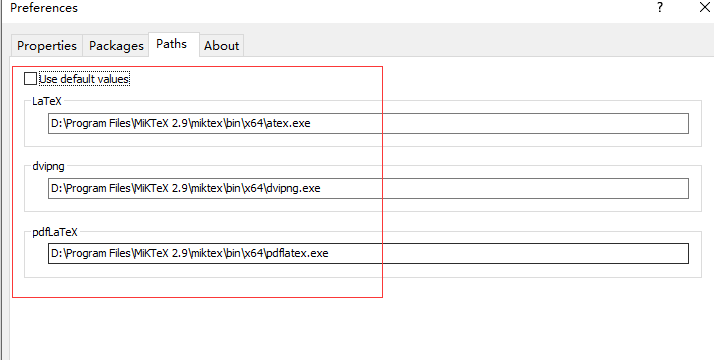 Preferences
Properties Packages Paths About
Use default values
LaTeX
D:\Program Files\MiKTeX 2.9\miktex\bin\x64\atex.exe
dvipng
D:\Program Files\MiKTeX 2.9\miktex\bin\x64\dvipng.exe
pdfLaTeX
D:\Program Files\MiKTeX 2.9\miktex\bin\x64\pdflatex.exe